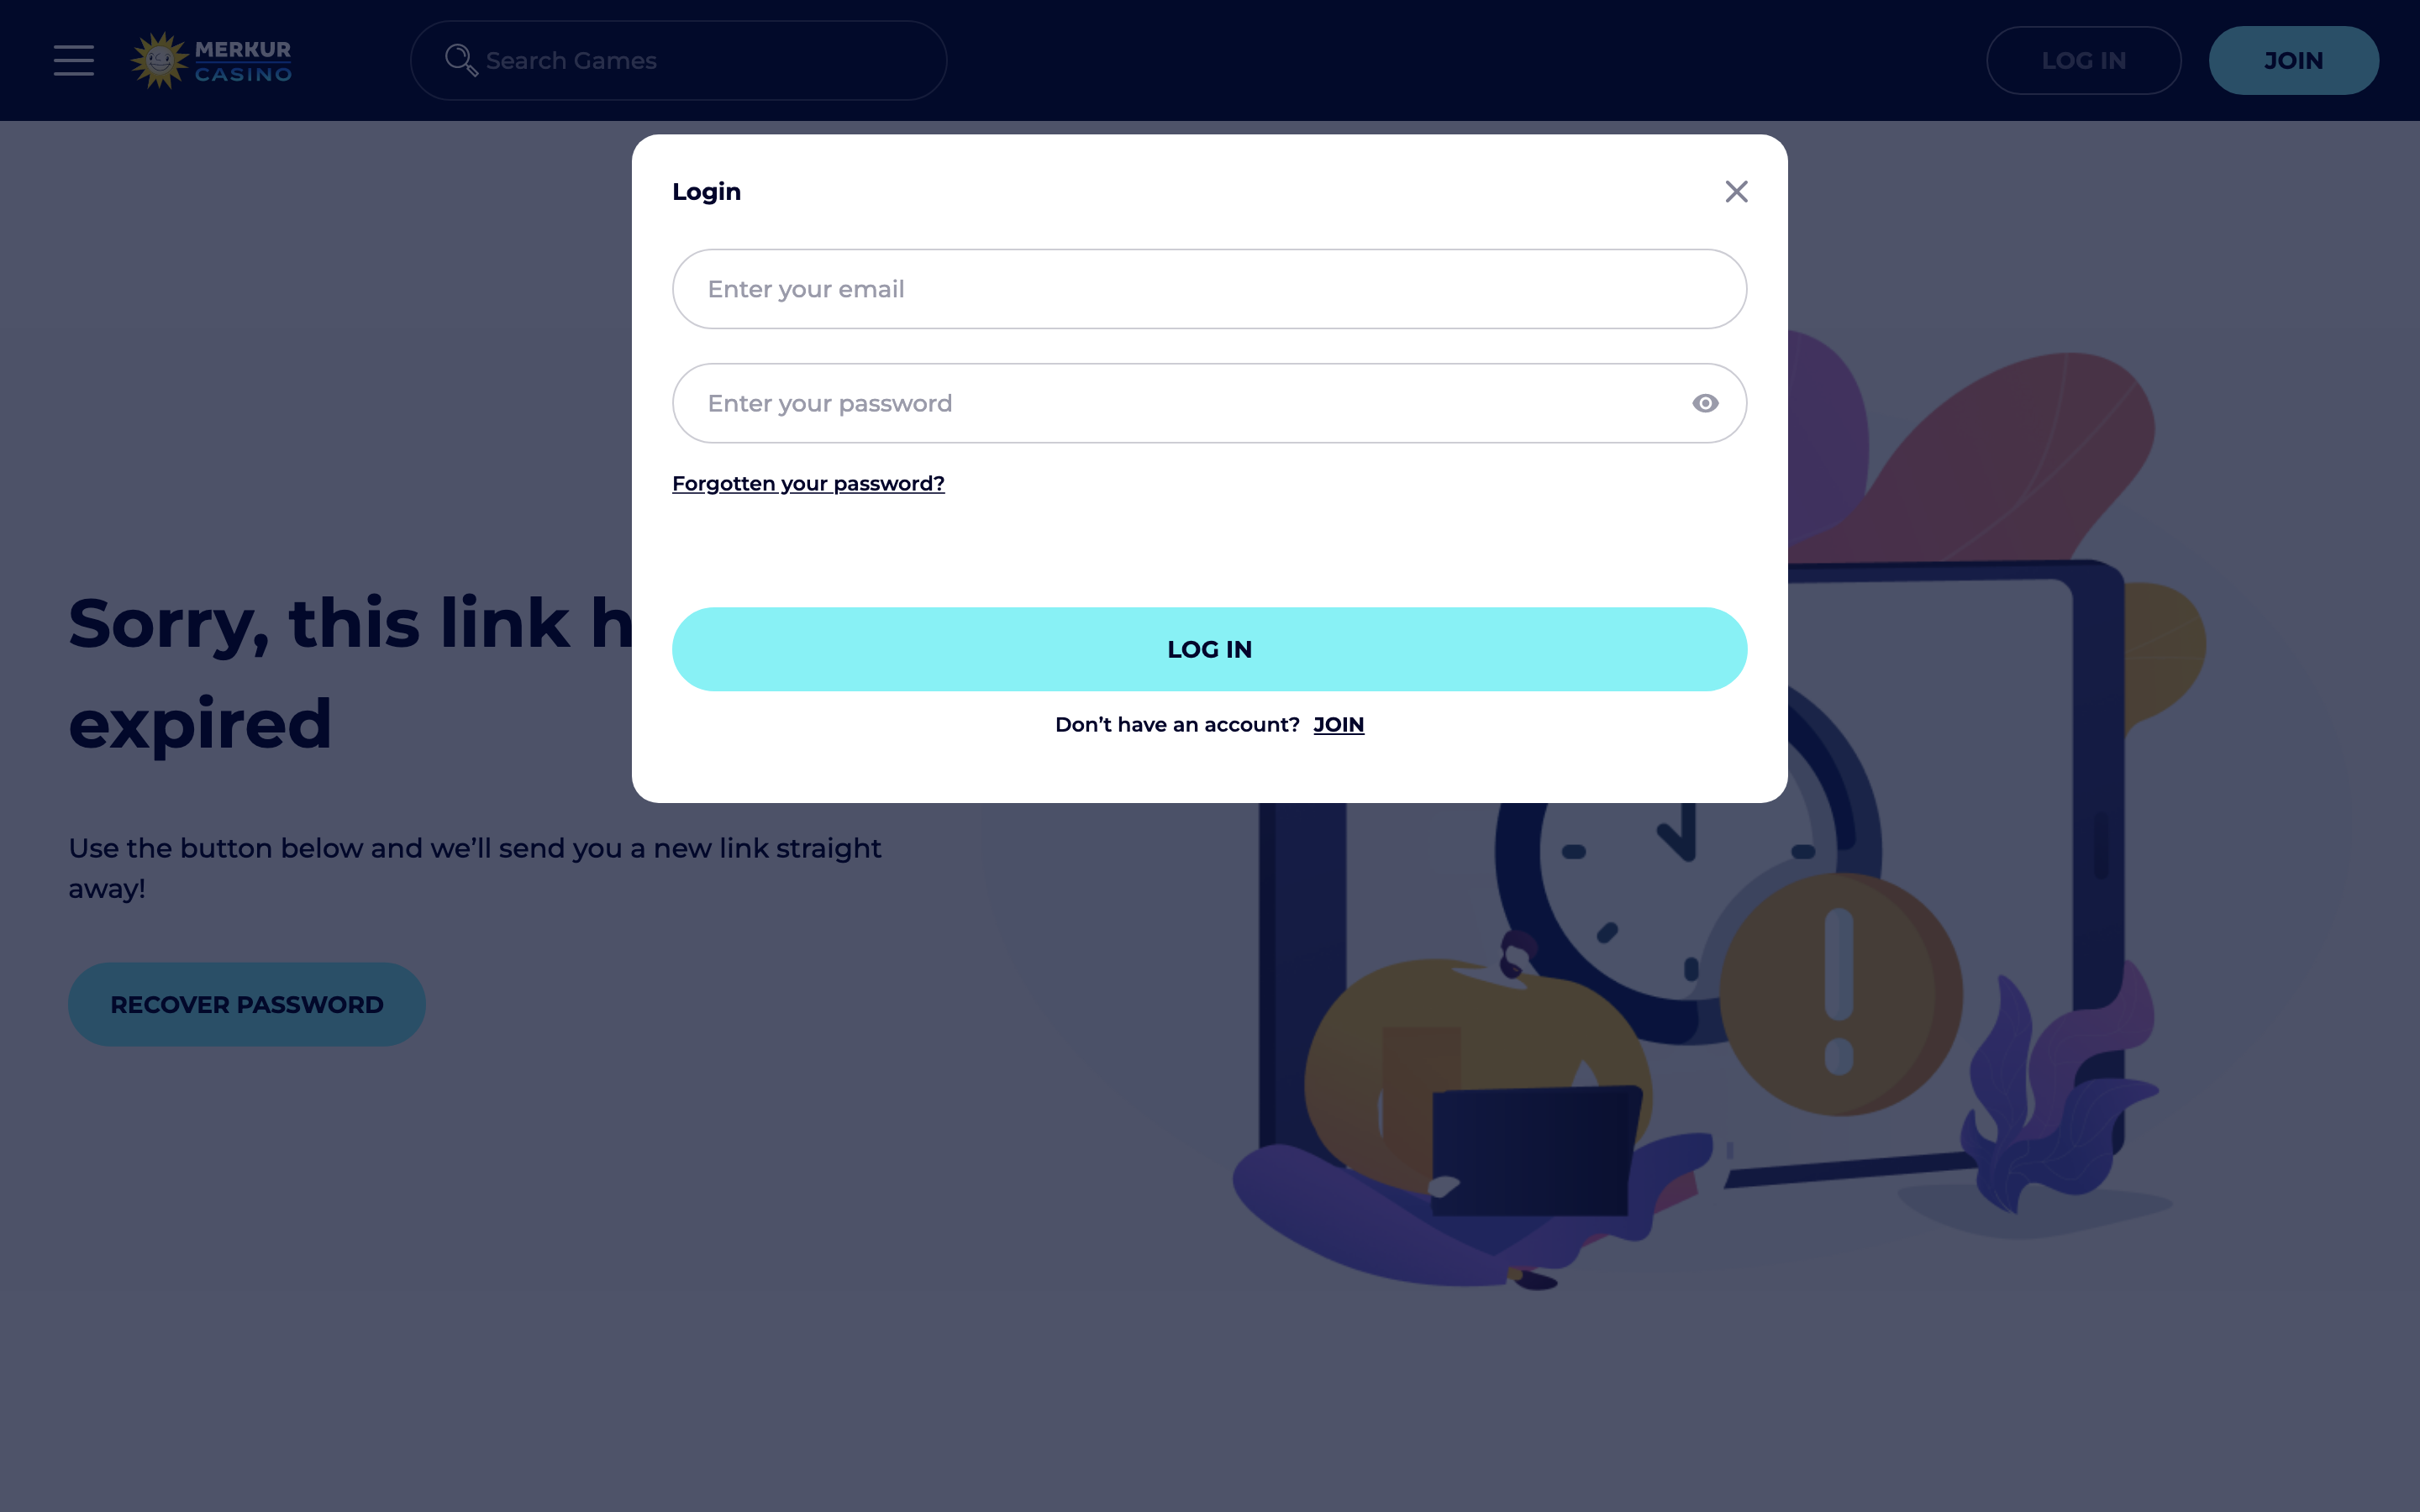 MERKUR
CASINO
Search Games
LOG IN
JOIN
Login
Enter your email
Enter your password
Forgotten your password?
LOG IN
Don’t have an account? JOIN
Sorry, this link
expired
Use the button below and we’ll send you a new link straight
away!
RECOVER PASSWORD